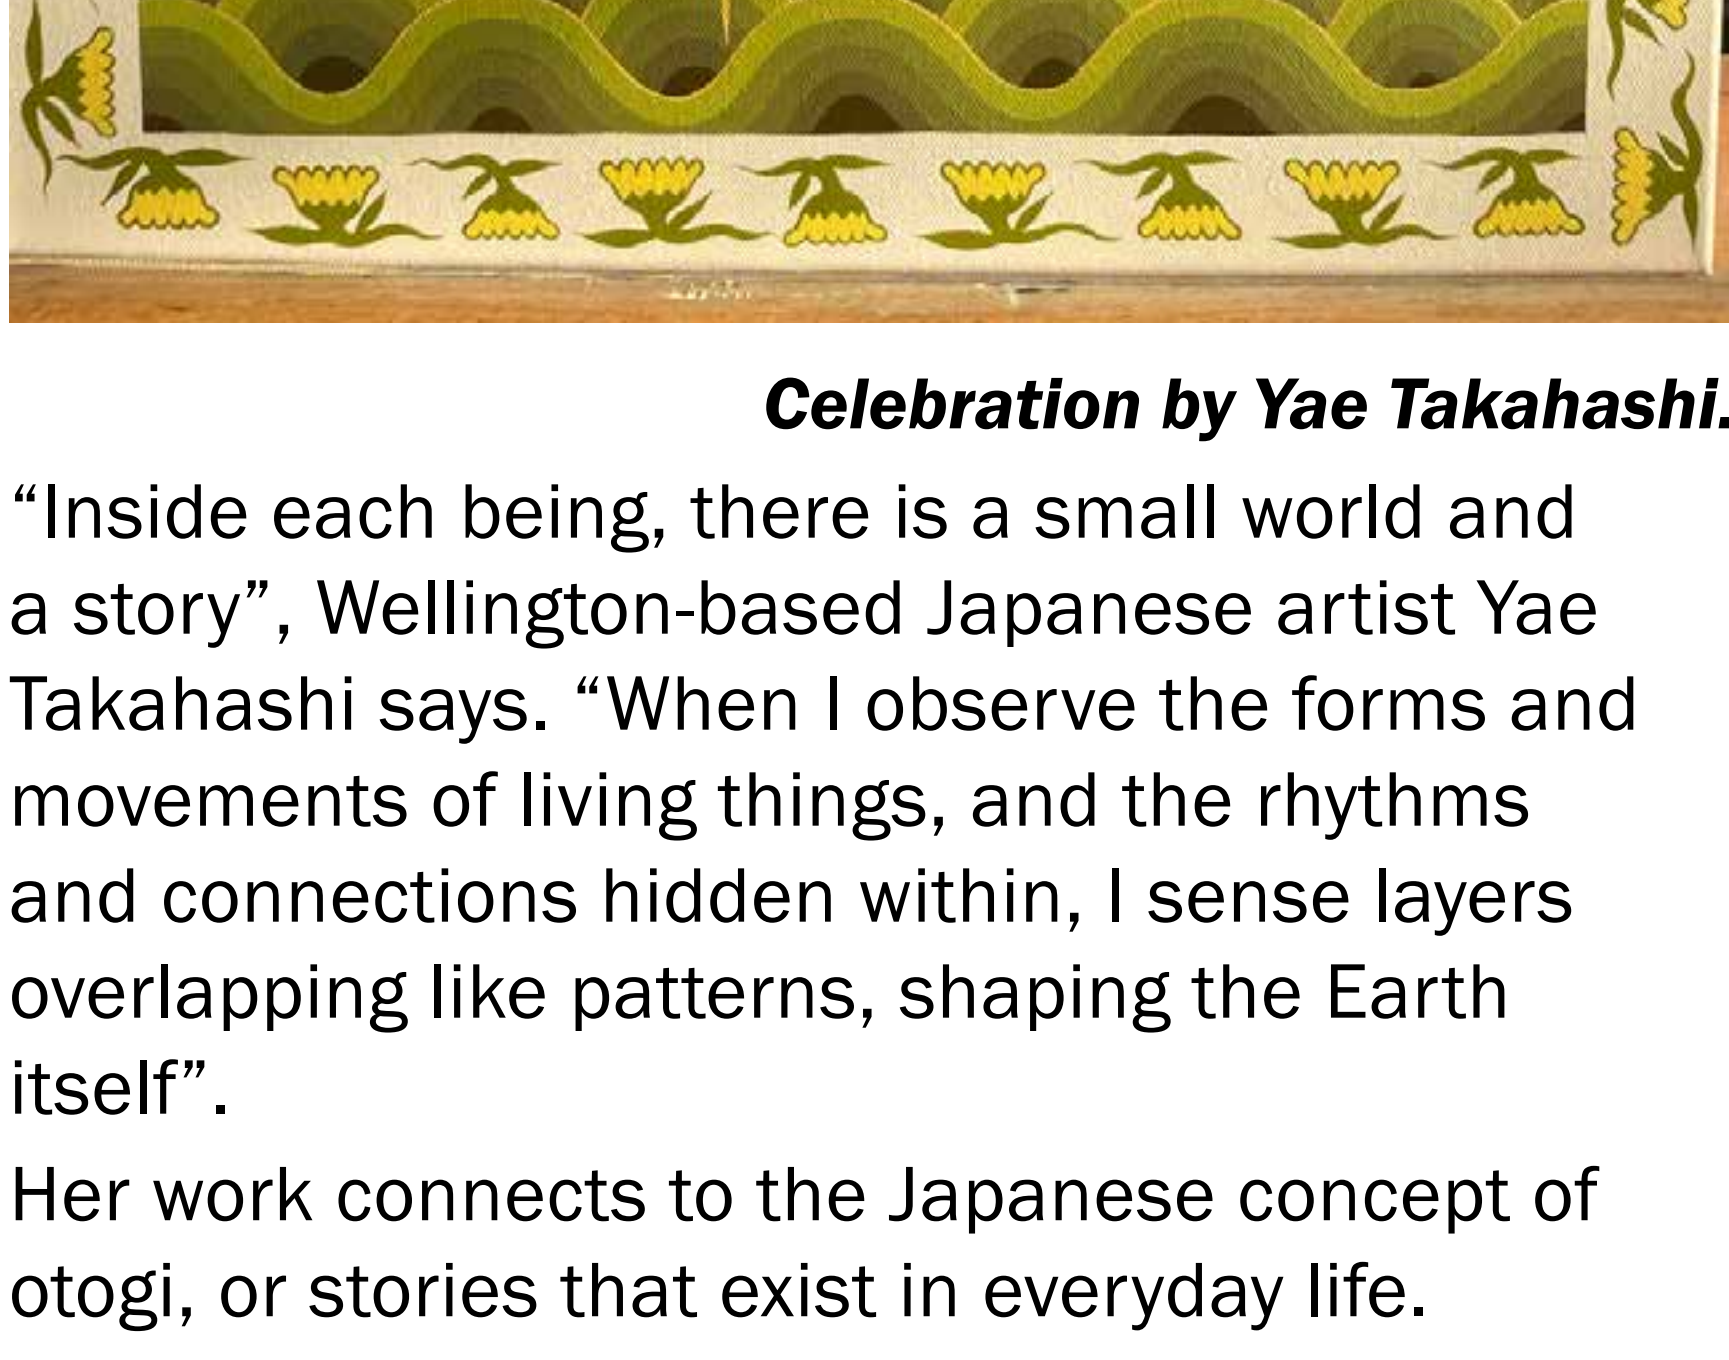 Celebration by Yae Takahashi.
“Inside each being, there is a small world and
a story”, Wellington-based Japanese artist Yae
Takahashi says. “When I observe the forms and
movements of living things, and the rhythms
and connections hidden within, I sense layers
overlapping like patterns, shaping the Earth
itself”.
Her work connects to the Japanese concept of
otogi, or stories that exist in everyday life.